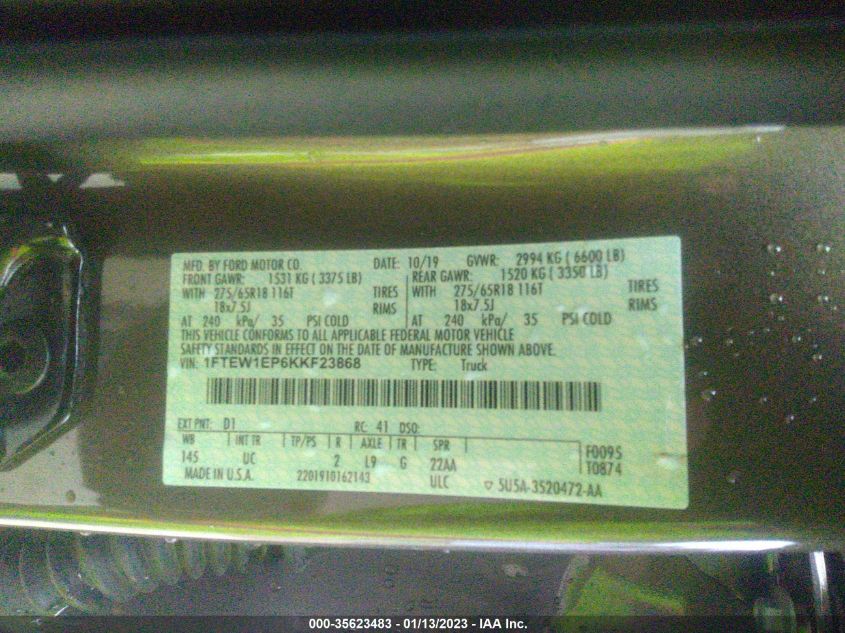 MFD. BY FORD MOTOR CO. DATE: 10/19 GVWR: 2994 KG ( 6600 LB)
FRONT GAWR: 1531 KG ( 3375 LB) REAR GAWR: 1520 KG ( 3350 LB)
WITH 275/65R18 116T TIRES WITH 275/65R18 116T TIRES
18x7.5J RIMS 18x7.5J RIMS
AT 240 kPa/ 35 PSI COLD AT 240 kPa/ 35 PSI COLD
THIS VEHICLE CONFORMS TO ALL APPLICABLE FEDERAL MOTOR VEHICLE
SAFETY STANDARDS IN EFFECT ON THE DATE OF MANUFACTURE SHOWN ABOVE.
VIN: 1FTEW1EP6KKF23868 TYPE: Truck
EXT PNT: D1 RC: 41 DSO:
WB INT TR TP/PS R AXLE TR SPR F0095
145 UC 2 L9 G 22AA T0874
MADE IN U.S.A. 2201910162143 ULC 5U5A-3520472-AA
000-35623483 - 01/13/2023 - IAA Inc.